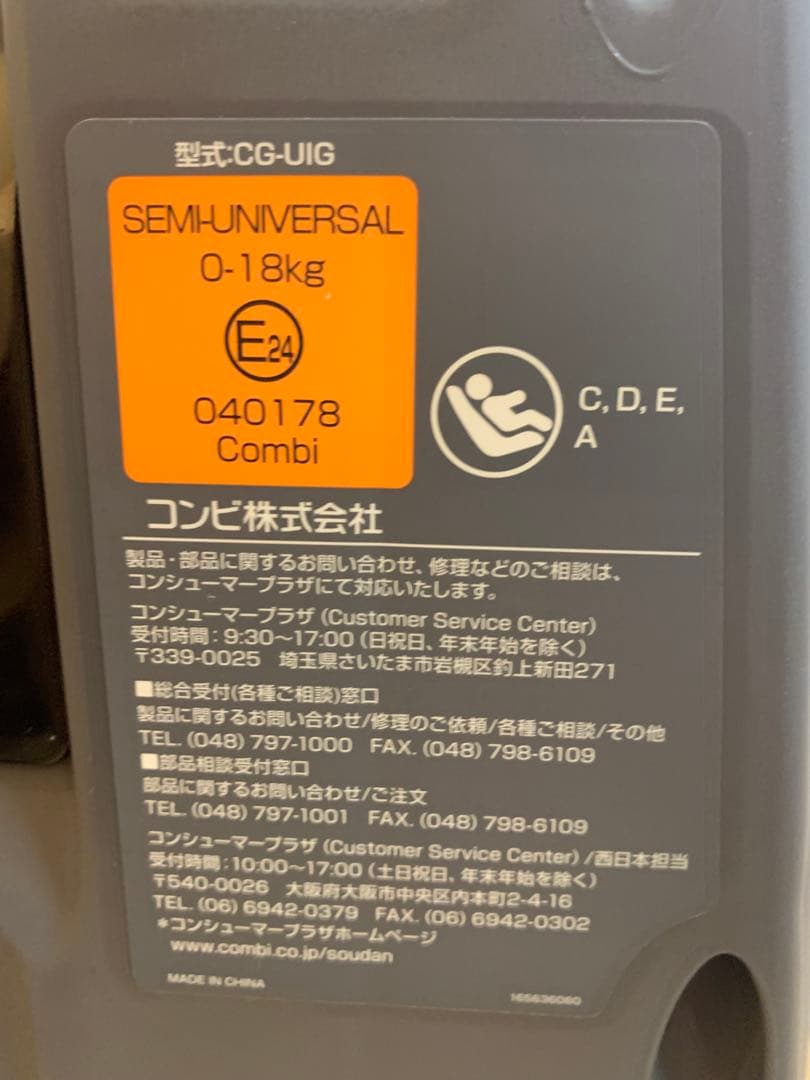 型式:CG-UIG
SEMI-UNIVERSAL
0-18kg
E24
040178
Combi
C, D, E,
A
コンビ株式会社
製品・部品に関するお問い合わせ、修理などのご相談は、
コンシューマープラザにて対応いたします。
コンシューマープラザ (Customer Service Center)
受付時間:9:30〜17:00 (日祝日、年末年始を除く)
〒339-0025 埼玉県さいたま市岩槻区釣上新田271
■総合受付(各種ご相談)窓口
製品に関するお問い合わせ/修理のご依頼/各種ご相談/その他
TEL. (048) 797-1000 FAX. (048) 798-6109
■部品相談受付窓口
部品に関するお問い合わせ/ご注文
TEL. (048) 797-1001 FAX. (048) 798-6109
コンシューマープラザ (Customer Service Center) /西日本担当
受付時間:10:00〜17:00 (土日祝日、年末年始を除く)
〒540-0026 大阪府大阪市中央区内本町2-4-16
TEL. (06) 6942-0379 FAX. (06) 6942-0302
*コンシューマープラザホームページ
www.combi.co.jp/soudan
MADE IN CHINA
165636060